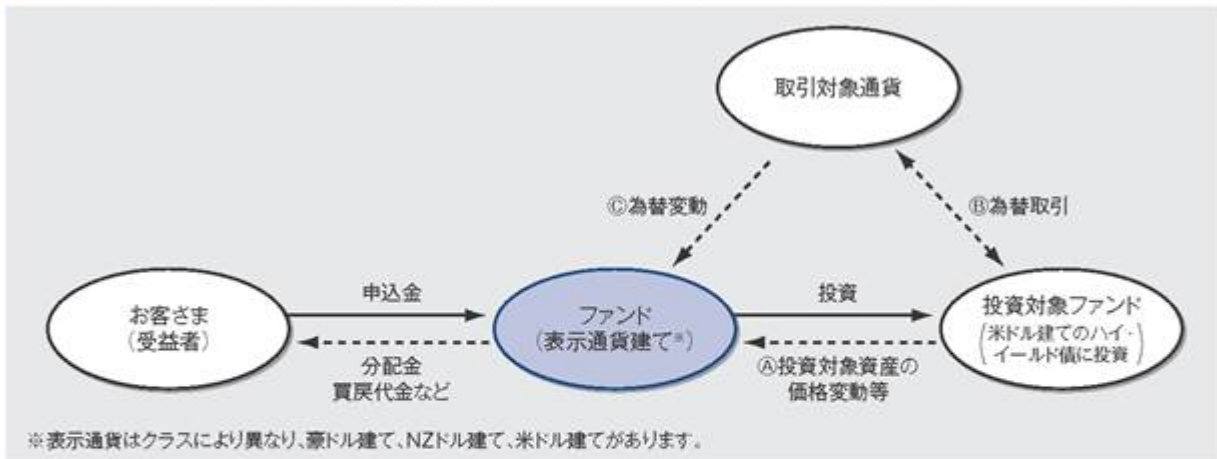 取引対象通貨
Ⓒ為替変動
Ⓑ為替取引
お客さま
(受益者)
申込金
分配金
買戻代金など
ファンド
(表示通貨建て※)
投資
Ⓐ投資対象資産の
価格変動等
投資対象ファンド
(米ドル建てのハイ・
イールド債に投資)
※表示通貨はクラスにより異なり、豪ドル建て、NZドル建て、米ドル建てがあります。